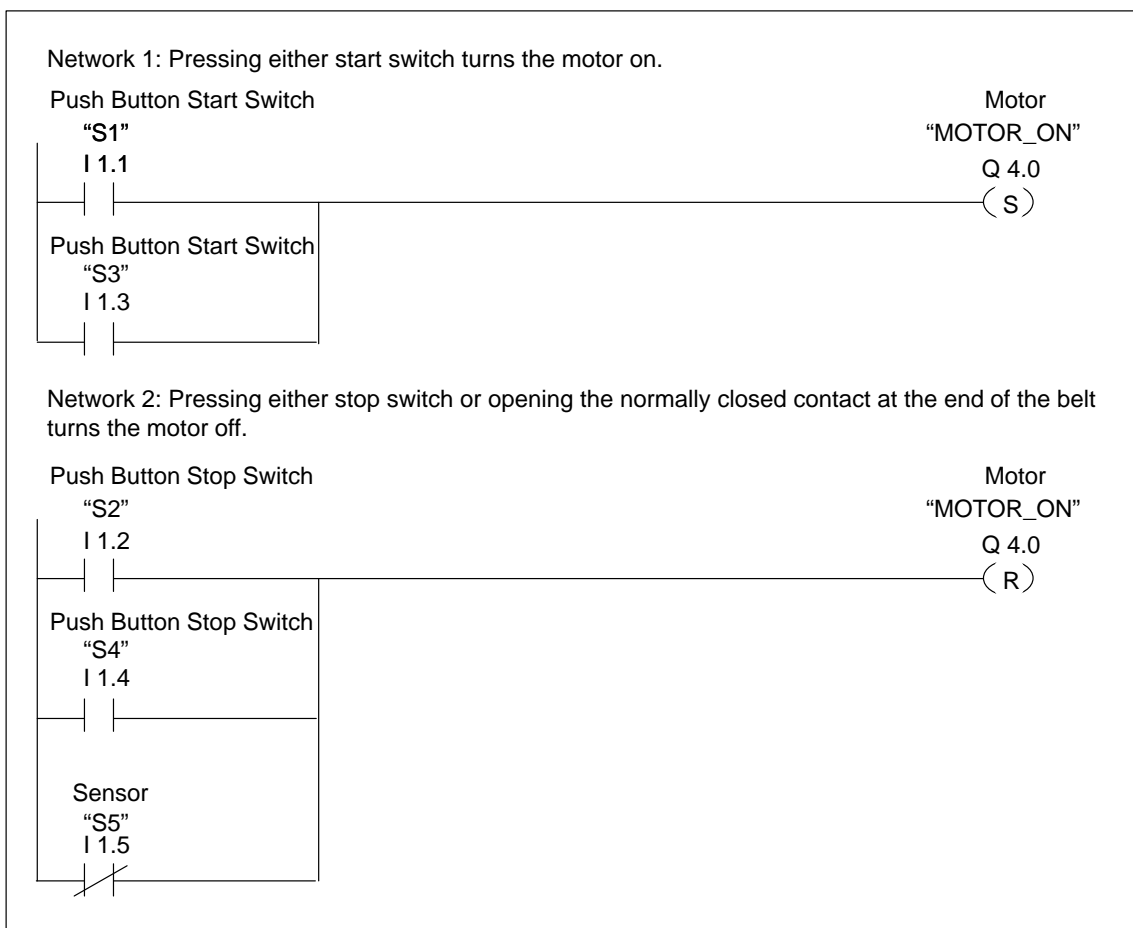 Network 1: Pressing either start switch turns the motor on.
Push Button Start Switch
“S1”
I 1.1
Motor
“MOTOR_ON”
Q 4.0
S
Push Button Start Switch
“S3”
I 1.3
Network 2: Pressing either stop switch or opening the normally closed contact at the end of the belt
turns the motor off.
Push Button Stop Switch
“S2”
I 1.2
Motor
“MOTOR_ON”
Q 4.0
R
Push Button Stop Switch
“S4”
I 1.4
Sensor
“S5”
I 1.5